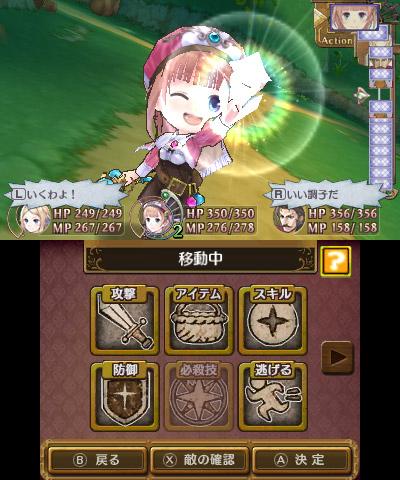 Action
Lいくわよ！
Rいい調子だ
HP 249/249
MP 267/267
HP 350/350
MP 276/278
2
HP 356/356
MP 158/158
移動中
?
攻撃
アイテム
スキル
防御
必殺技
逃げる
B 戻る
X 敵の確認
A 決定